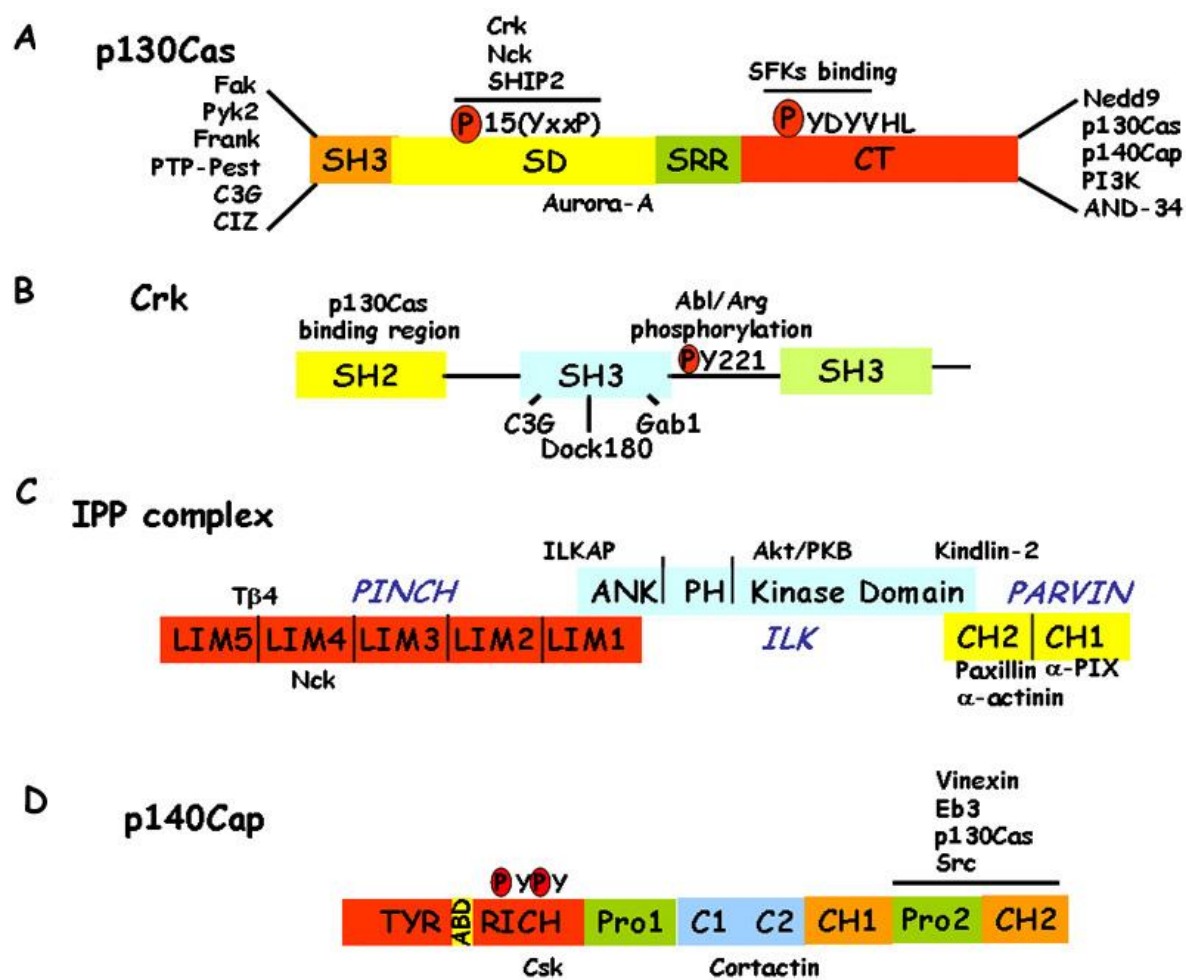 A
p130Cas
Fak
Pyk2
Frank
PTP-Pest
C3G
CIZ
Crk
Nck
SHIP2
P 15(YxxP)
SFKs binding
P YDYVHL
SH3 SD SRR CT
Aurora-A
Nedd9
p130Cas
p140Cap
PI3K
AND-34
B
Crk
p130Cas
binding region
Abl/Arg
phosphorylation
P Y221
SH2 SH3 SH3
C3G
Dock180
Gab1
C
IPP complex
ILKAP Akt/PKB Kindlin-2
ANK PH Kinase Domain
Tβ4 PINCH PARVIN
LIM5 LIM4 LIM3 LIM2 LIM1 ILK CH2 CH1
Nck
Paxillin α-PIX
α-actinin
D
p140Cap
Vinexin
Eb3
p130Cas
Src
P Y P Y
TYR ABD RICH Pro1 C1 C2 CH1 Pro2 CH2
Csk Cortactin